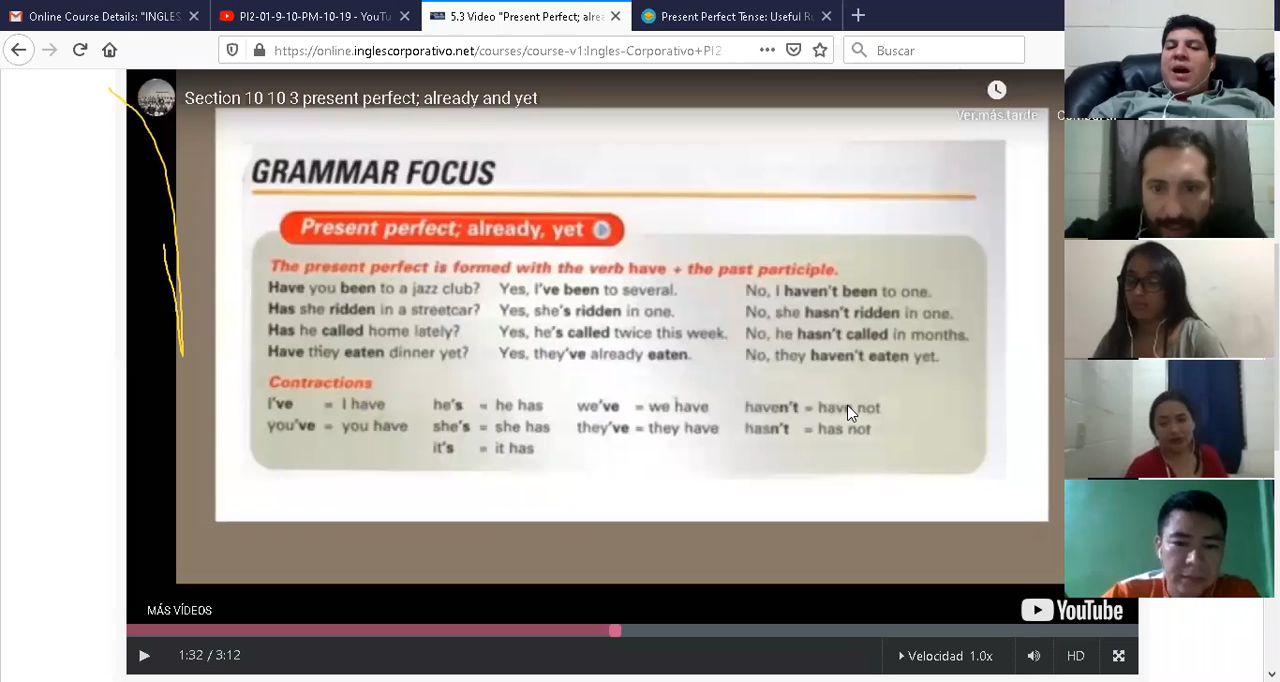 Online Course Details: "INGLES
PI2-01-9-10-PM-10-19 - YouTu
5.3 Video "Present Perfect; alrea
Present Perfect Tense: Useful Ru
https://online.inglescorporativo.net/courses/course-v1:Ingles-Corporativo+PI2
Buscar
Section 10 10 3 present perfect; already and yet
Ver más tarde
GRAMMAR FOCUS
Present perfect; already, yet
The present perfect is formed with the verb have + the past participle.
Have you been to a jazz club? Yes, I've been to several. No, I haven't been to one.
Has she ridden in a streetcar? Yes, she's ridden in one. No, she hasn't ridden in one.
Has he called home lately? Yes, he's called twice this week. No, he hasn't called in months.
Have they eaten dinner yet? Yes, they've already eaten. No, they haven't eaten yet.
Contractions
I've = I have he's = he has we've = we have haven't = have not
you've = you have she's = she has they've = they have hasn't = has not
it's = it has
MÁS VÍDEOS
YouTube
1:32 / 3:12
Velocidad 1.0x
HD